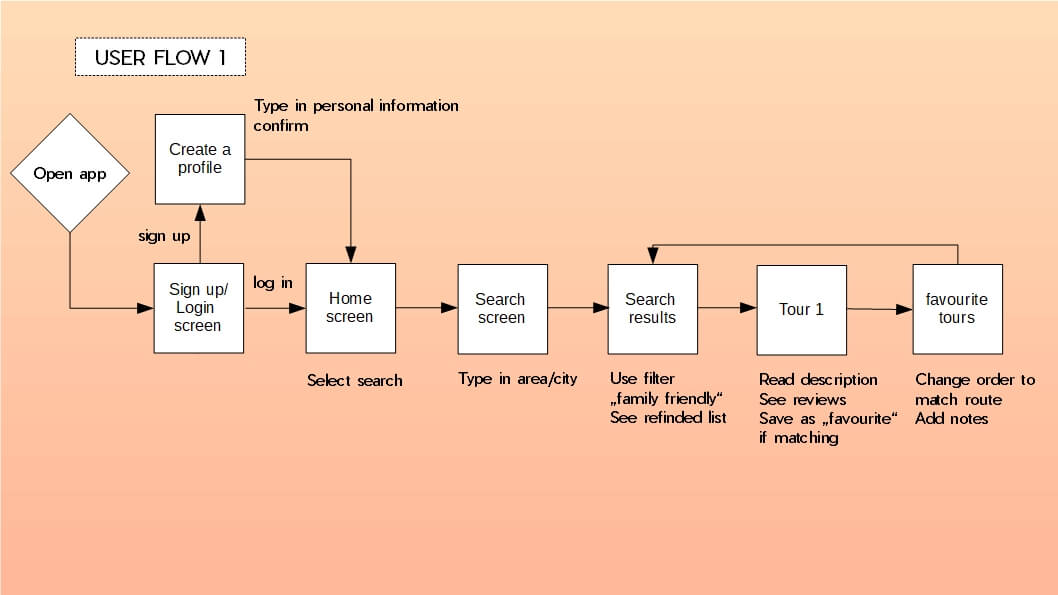 USER FLOW 1
Type in personal information
confirm
Create a
profile
Open app
sign up
Sign up/
Login
screen
log in
Home
screen
Select search
Search
screen
Type in area/city
Search
results
Use filter
„family friendly“
See refinded list
Tour 1
Read description
See reviews
Save as „favourite“
if matching
favourite
tours
Change order to
match route
Add notes